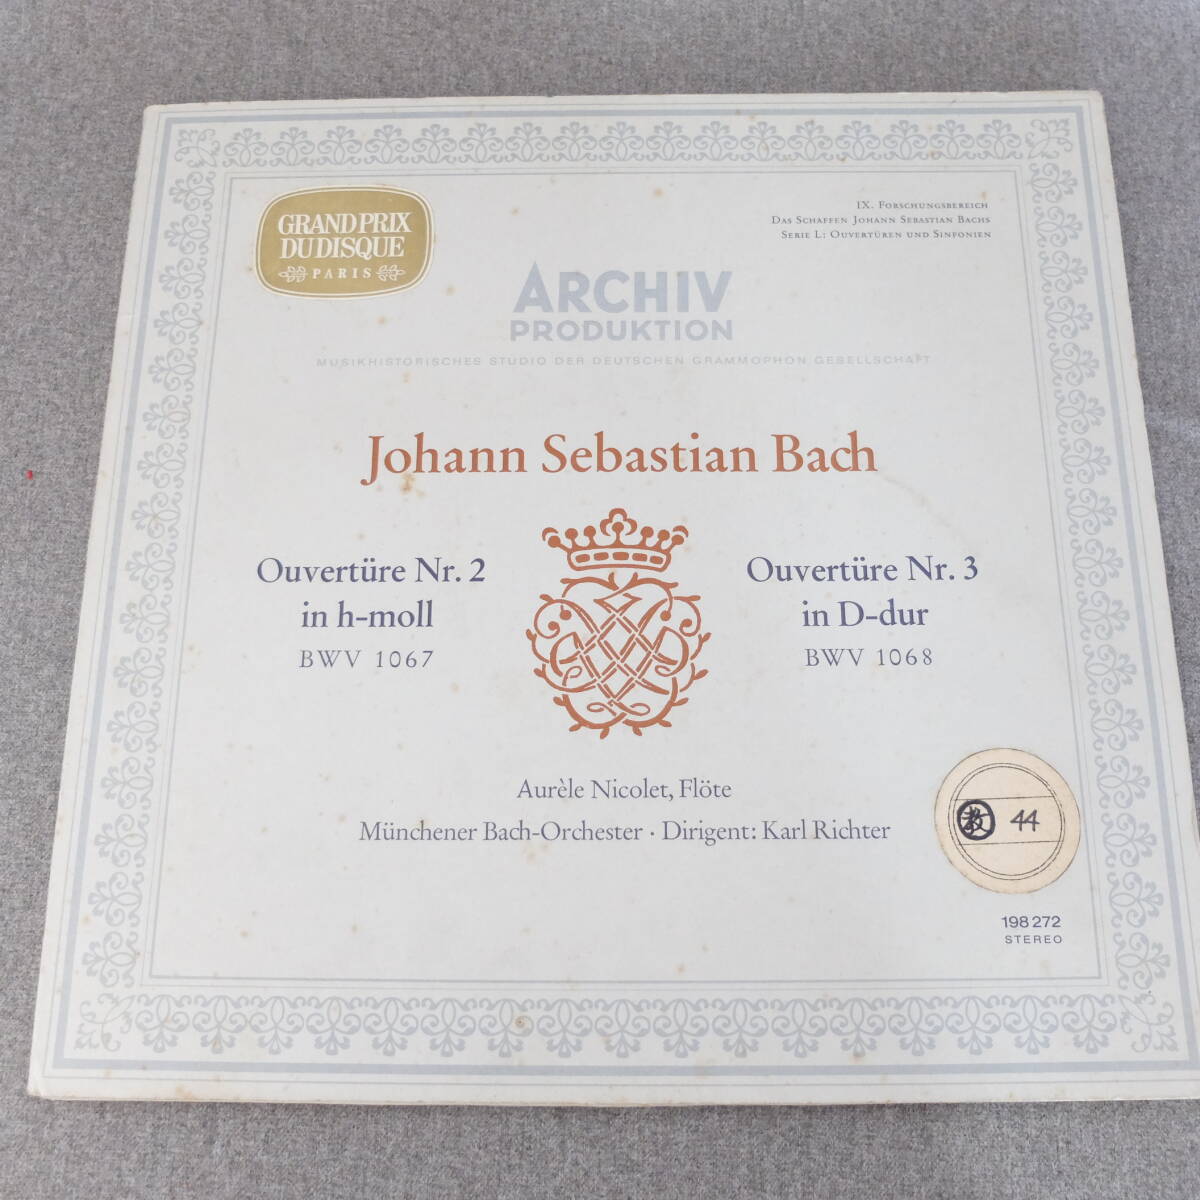 GRAND PRIX
DU DISQUE
PARIS
IX. Forschungsbereich
Das Schaffen Johann Sebastian Bachs
Serie L: Ouvertüren und Sinfonien
ARCHIV
PRODUKTION
MUSIKHISTORISCHES STUDIO DER DEUTSCHEN GRAMMOPHON GESELLSCHAFT
Johann Sebastian Bach
Ouvertüre Nr. 2
in h-moll
BWV 1067
Ouvertüre Nr. 3
in D-dur
BWV 1068
Aurèle Nicolet, Flöte
Münchener Bach-Orchester · Dirigent: Karl Richter
教 44
198 272
STEREO